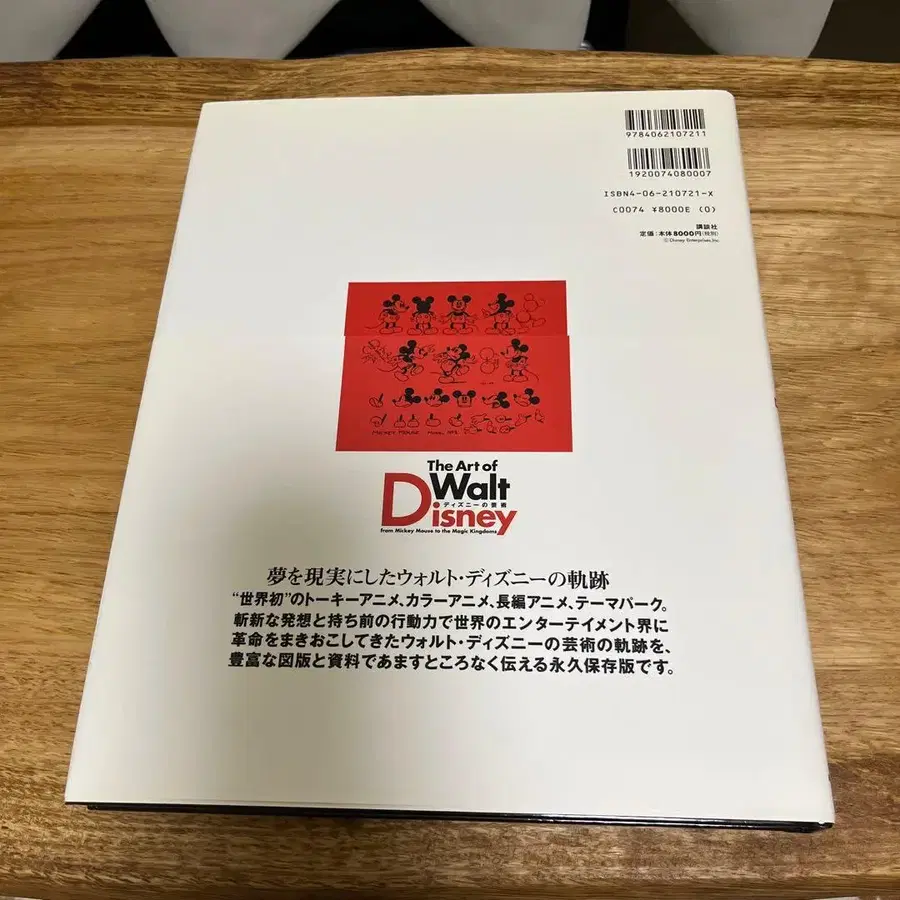 9784062107211
1920074080007
ISBN4-06-210721-X
C0074 ¥8000E (0)
講談社
定価:本体8000円(税別)
©Disney Enterprises,Inc.
MICKEY MOUSE
The Art of
Walt
ディズニーの芸術
Disney
from Mickey Mouse to the Magic Kingdoms
夢を現実にしたウォルト・ディズニーの軌跡
“世界初”のトーキーアニメ、カラーアニメ、長編アニメ、テーマパーク。
斬新な発想と持ち前の行動力で世界のエンターテイメント界に
革命をまきおこしてきたウォルト・ディズニーの芸術の軌跡を、
豊富な図版と資料であますところなく伝える永久保存版です。